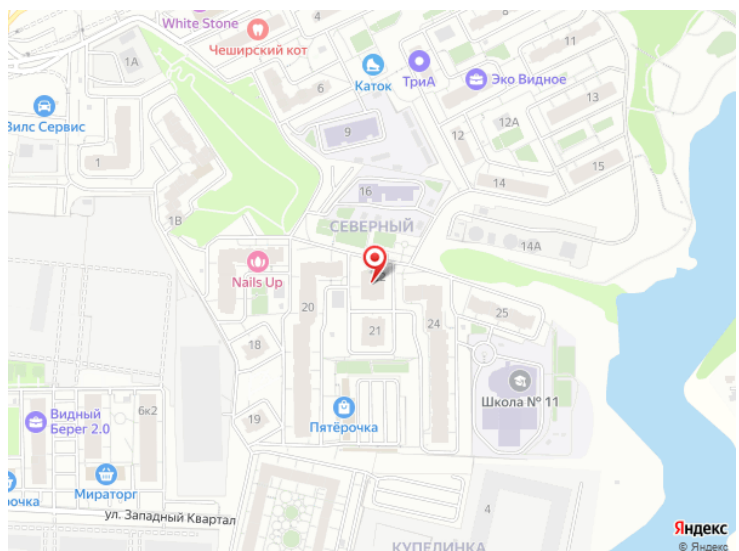 White Stone
4
8
Чеширский кот
11
1А
6
Каток
ТриА
Эко Видное
13
Вилс Сервис
9
12
12А
1
15
16
14
1В
СЕВЕРНЫЙ
14А
Nails Up
20
25
21
24
18
Школа № 11
Пятёрочка
6к2
19
Видный
Берег 2.0
Мираторг
рочка
ул. Западный Квартал
4
КУПЕЛИНКА
Яндекс
© Яндекс